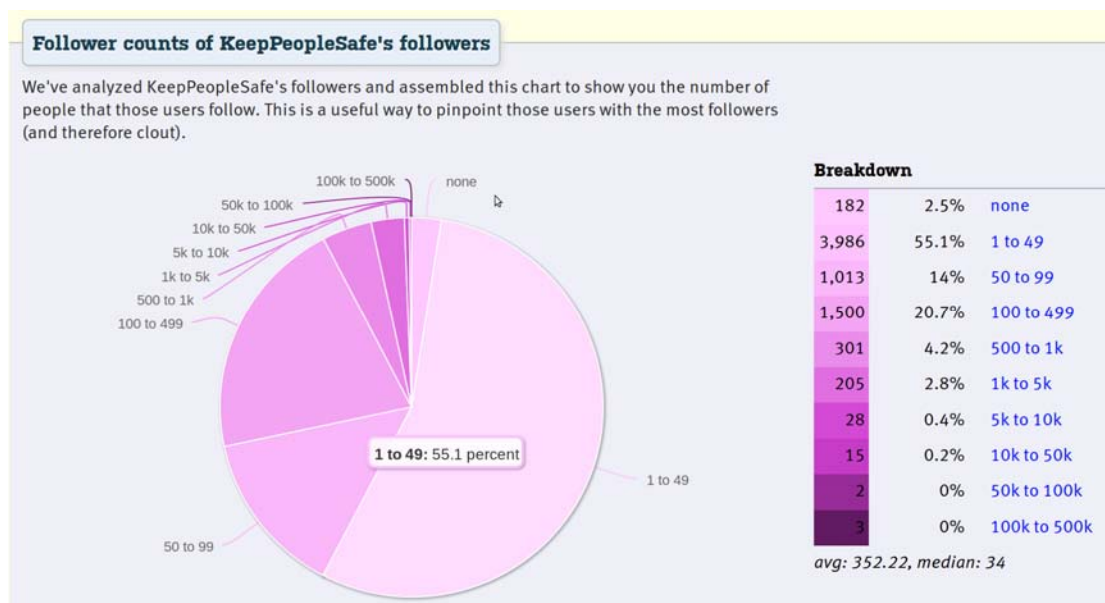 Follower counts of KeepPeopleSafe's followers
We've analyzed KeepPeopleSafe's followers and assembled this chart to show you the number of
people that those users follow. This is a useful way to pinpoint those users with the most followers
(and therefore clout).
100k to 500k
none
50k to 100k
10k to 50k
5k to 10k
1k to 5k
500 to 1k
100 to 499
1 to 49: 55.1 percent
1 to 49
50 to 99
Breakdown
182 2.5% none
3,986 55.1% 1 to 49
1,013 14% 50 to 99
1,500 20.7% 100 to 499
301 4.2% 500 to 1k
205 2.8% 1k to 5k
28 0.4% 5k to 10k
15 0.2% 10k to 50k
2 0% 50k to 100k
3 0% 100k to 500k
avg: 352.22, median: 34